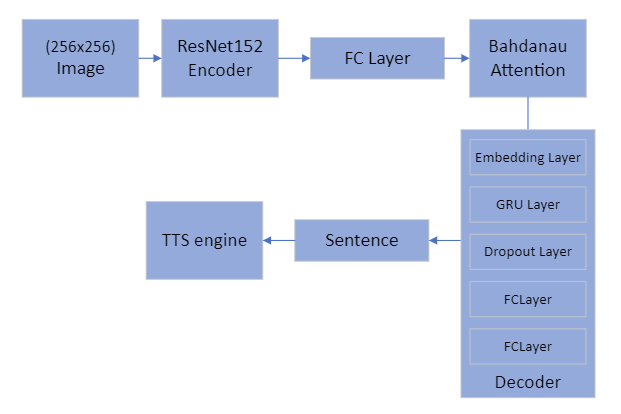 (256x256)
Image
ResNet152
Encoder
FC Layer
Bahdanau
Attention
Embedding Layer
GRU Layer
Dropout Layer
FCLayer
FCLayer
Decoder
Sentence
TTS engine